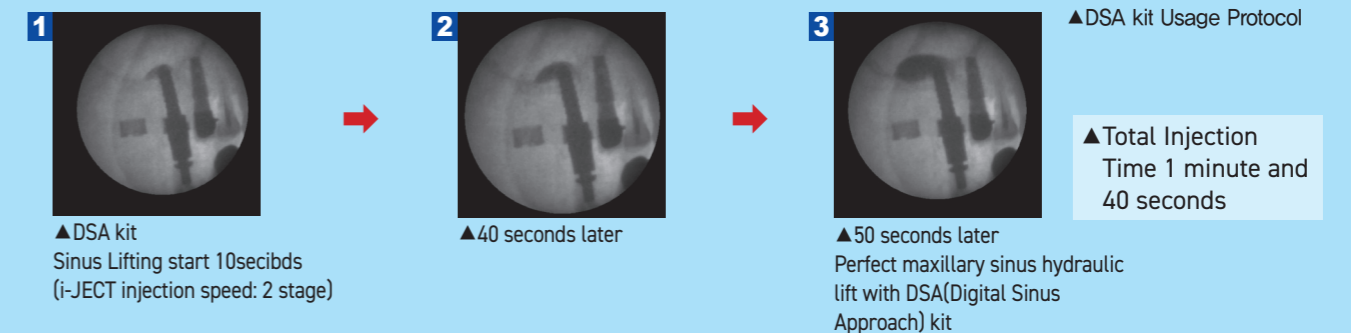 1
▲DSA kit
Sinus Lifting start 10secibds
(i-JECT injection speed: 2 stage)
2
▲40 seconds later
3
▲50 seconds later
Perfect maxillary sinus hydraulic
lift with DSA(Digital Sinus
Approach) kit
▲DSA kit Usage Protocol
▲Total Injection
Time 1 minute and
40 seconds